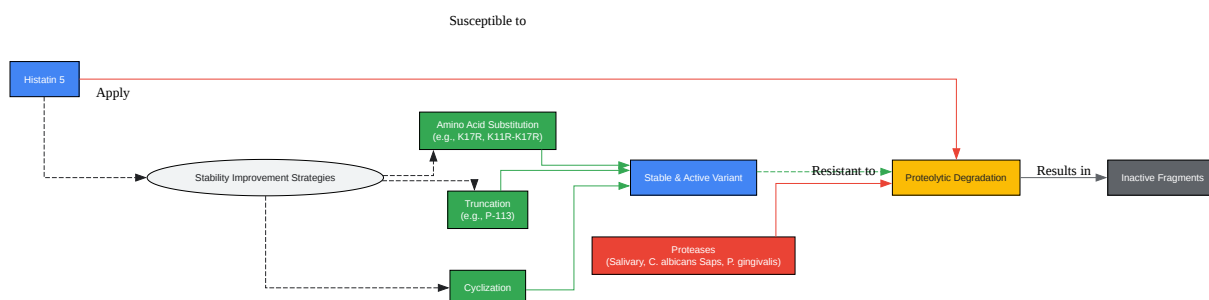 Susceptible to
Histatin 5
Apply
Amino Acid Substitution
(e.g., K17R, K11R-K17R)
Stability Improvement Strategies
Stable & Active Variant
Resistant to
Proteolytic Degradation
Results in
Inactive Fragments
Truncation
(e.g., P-113)
Proteases
(Salivary, C. albicans Saps, P. gingivalis)
Cyclization